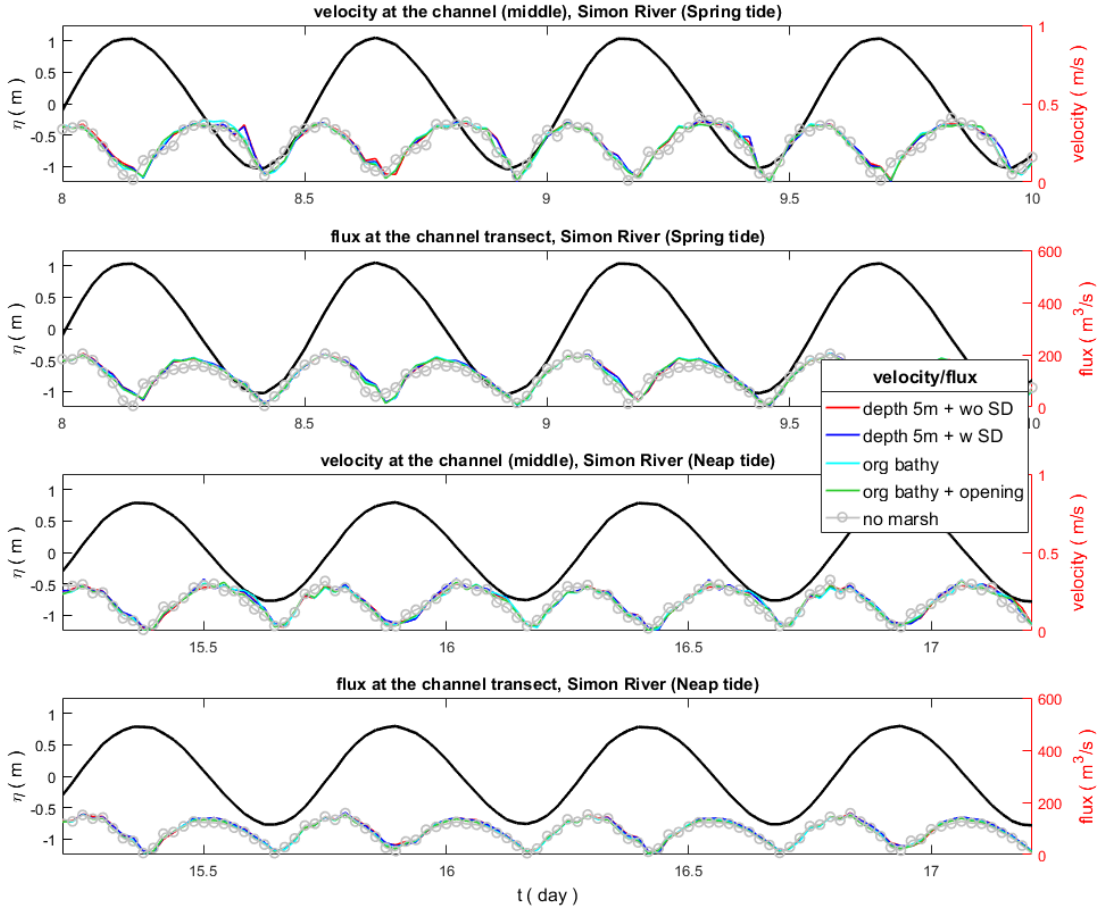 velocity at the channel (middle), Simon River (Spring tide)
1
0.5
0
-0.5
-1
η ( m )
1
0.5
0
velocity ( m/s )
8
8.5
9
9.5
10
flux at the channel transect, Simon River (Spring tide)
1
0.5
0
-0.5
-1
η ( m )
600
400
200
0
flux ( m³/s )
8
8.5
9
9.5
10
velocity/flux
depth 5m + wo SD
depth 5m + w SD
org bathy
org bathy + opening
no marsh
velocity at the channel (middle), Simon River (Neap tide)
1
0.5
0
-0.5
-1
η ( m )
1
0.5
0
velocity ( m/s )
15.5
16
16.5
17
flux at the channel transect, Simon River (Neap tide)
1
0.5
0
-0.5
-1
η ( m )
600
400
200
0
flux ( m³/s )
15.5
16
16.5
17
t ( day )